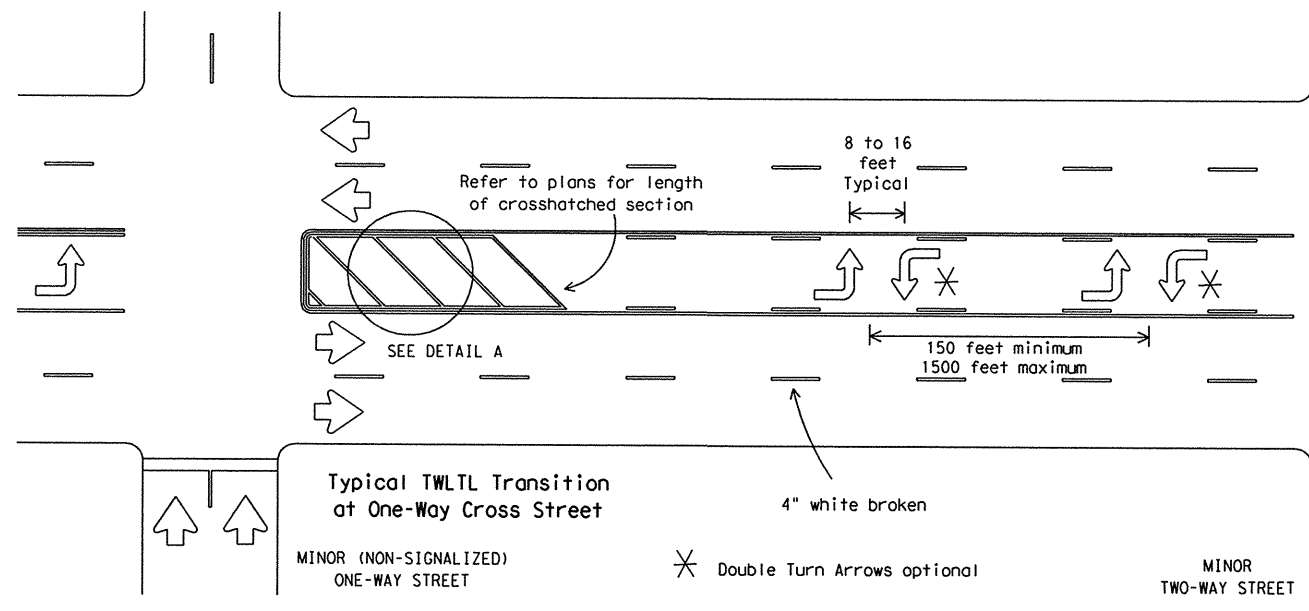 8 to 16
feet
Typical
Refer to plans for length
of crosshatched section
SEE DETAIL A
150 feet minimum
1500 feet maximum
Typical TWLTL Transition
at One-Way Cross Street
4" white broken
MINOR (NON-SIGNALIZED)
ONE-WAY STREET
Double Turn Arrows optional
MINOR
TWO-WAY STREET